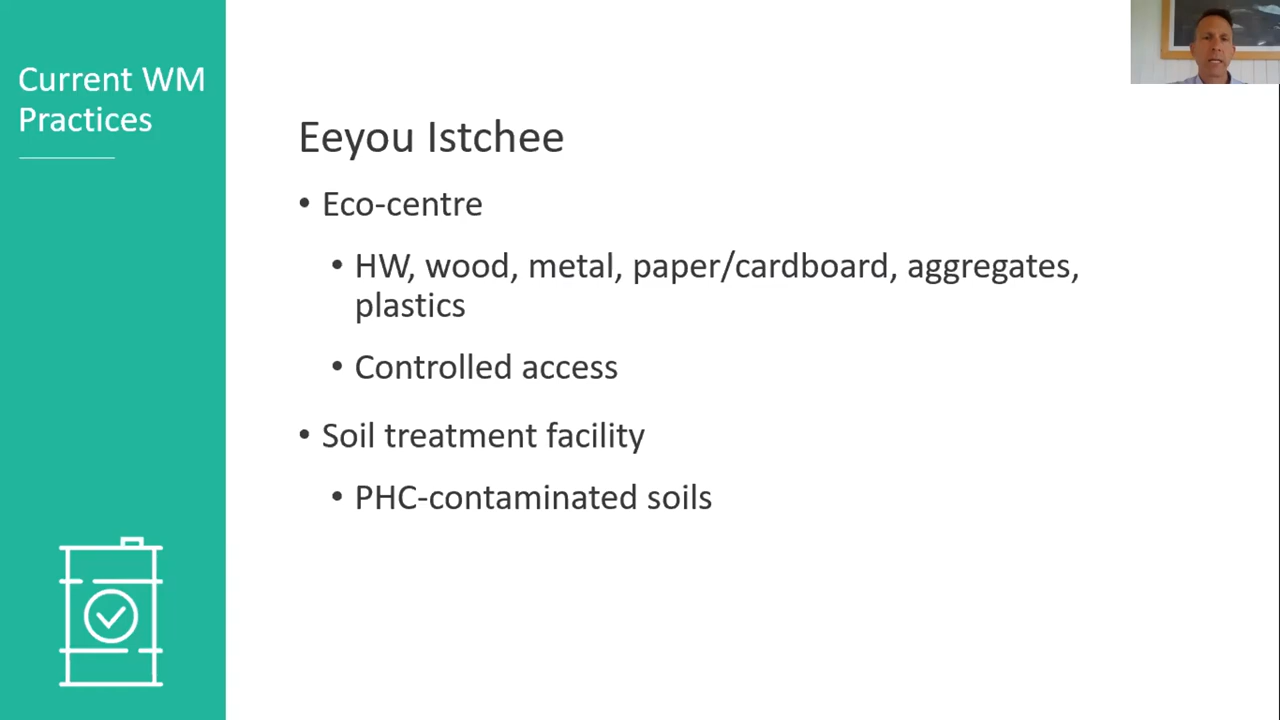 Current WM
Practices
Eeyou Istchee
• Eco-centre
• HW, wood, metal, paper/cardboard, aggregates,
plastics
• Controlled access
• Soil treatment facility
• PHC-contaminated soils